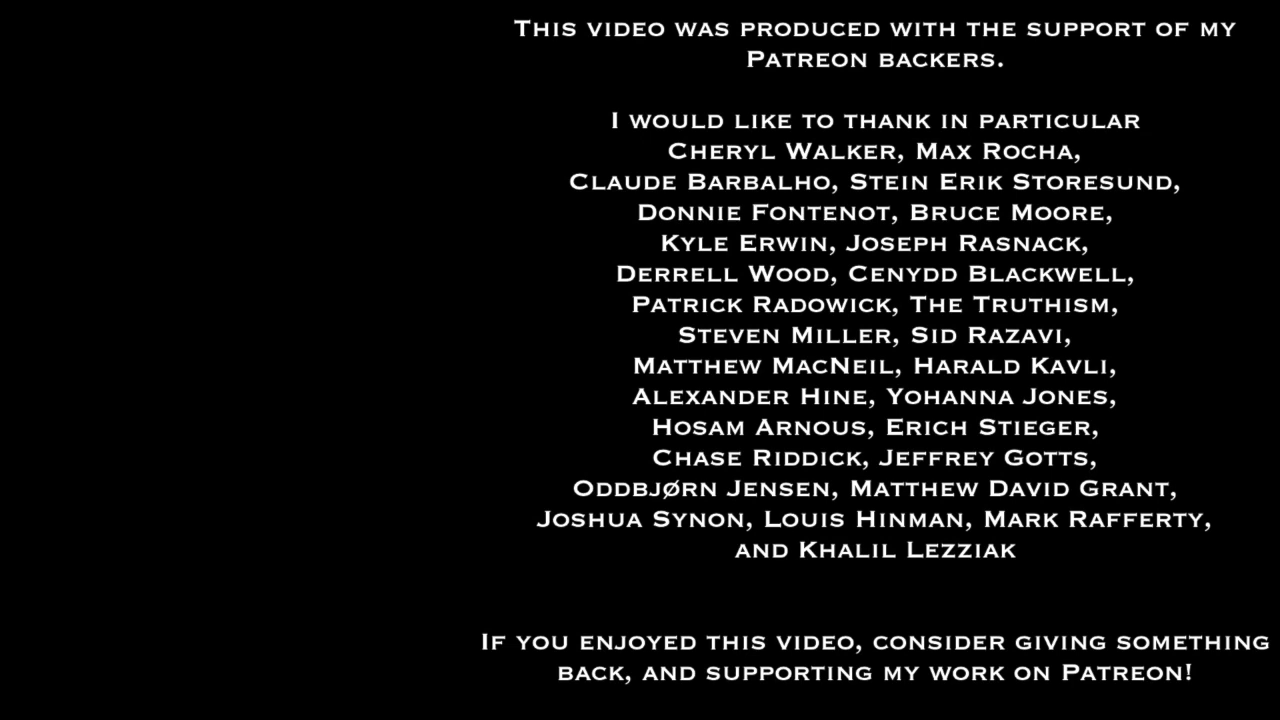 This video was produced with the support of my
Patreon backers.
I would like to thank in particular
Cheryl Walker, Max Rocha,
Claude Barbalho, Stein Erik Storesund,
Donnie Fontenot, Bruce Moore,
Kyle Erwin, Joseph Rasnack,
Derrell Wood, Cenydd Blackwell,
Patrick Radowick, The Truthism,
Steven Miller, Sid Razavi,
Matthew MacNeil, Harald Kavli,
Alexander Hine, Yohanna Jones,
Hosam Arnous, Erich Stieger,
Chase Riddick, Jeffrey Gotts,
Oddbjørn Jensen, Matthew David Grant,
Joshua Synon, Louis Hinman, Mark Rafferty,
and Khalil Lezziak
If you enjoyed this video, consider giving something
back, and supporting my work on Patreon!